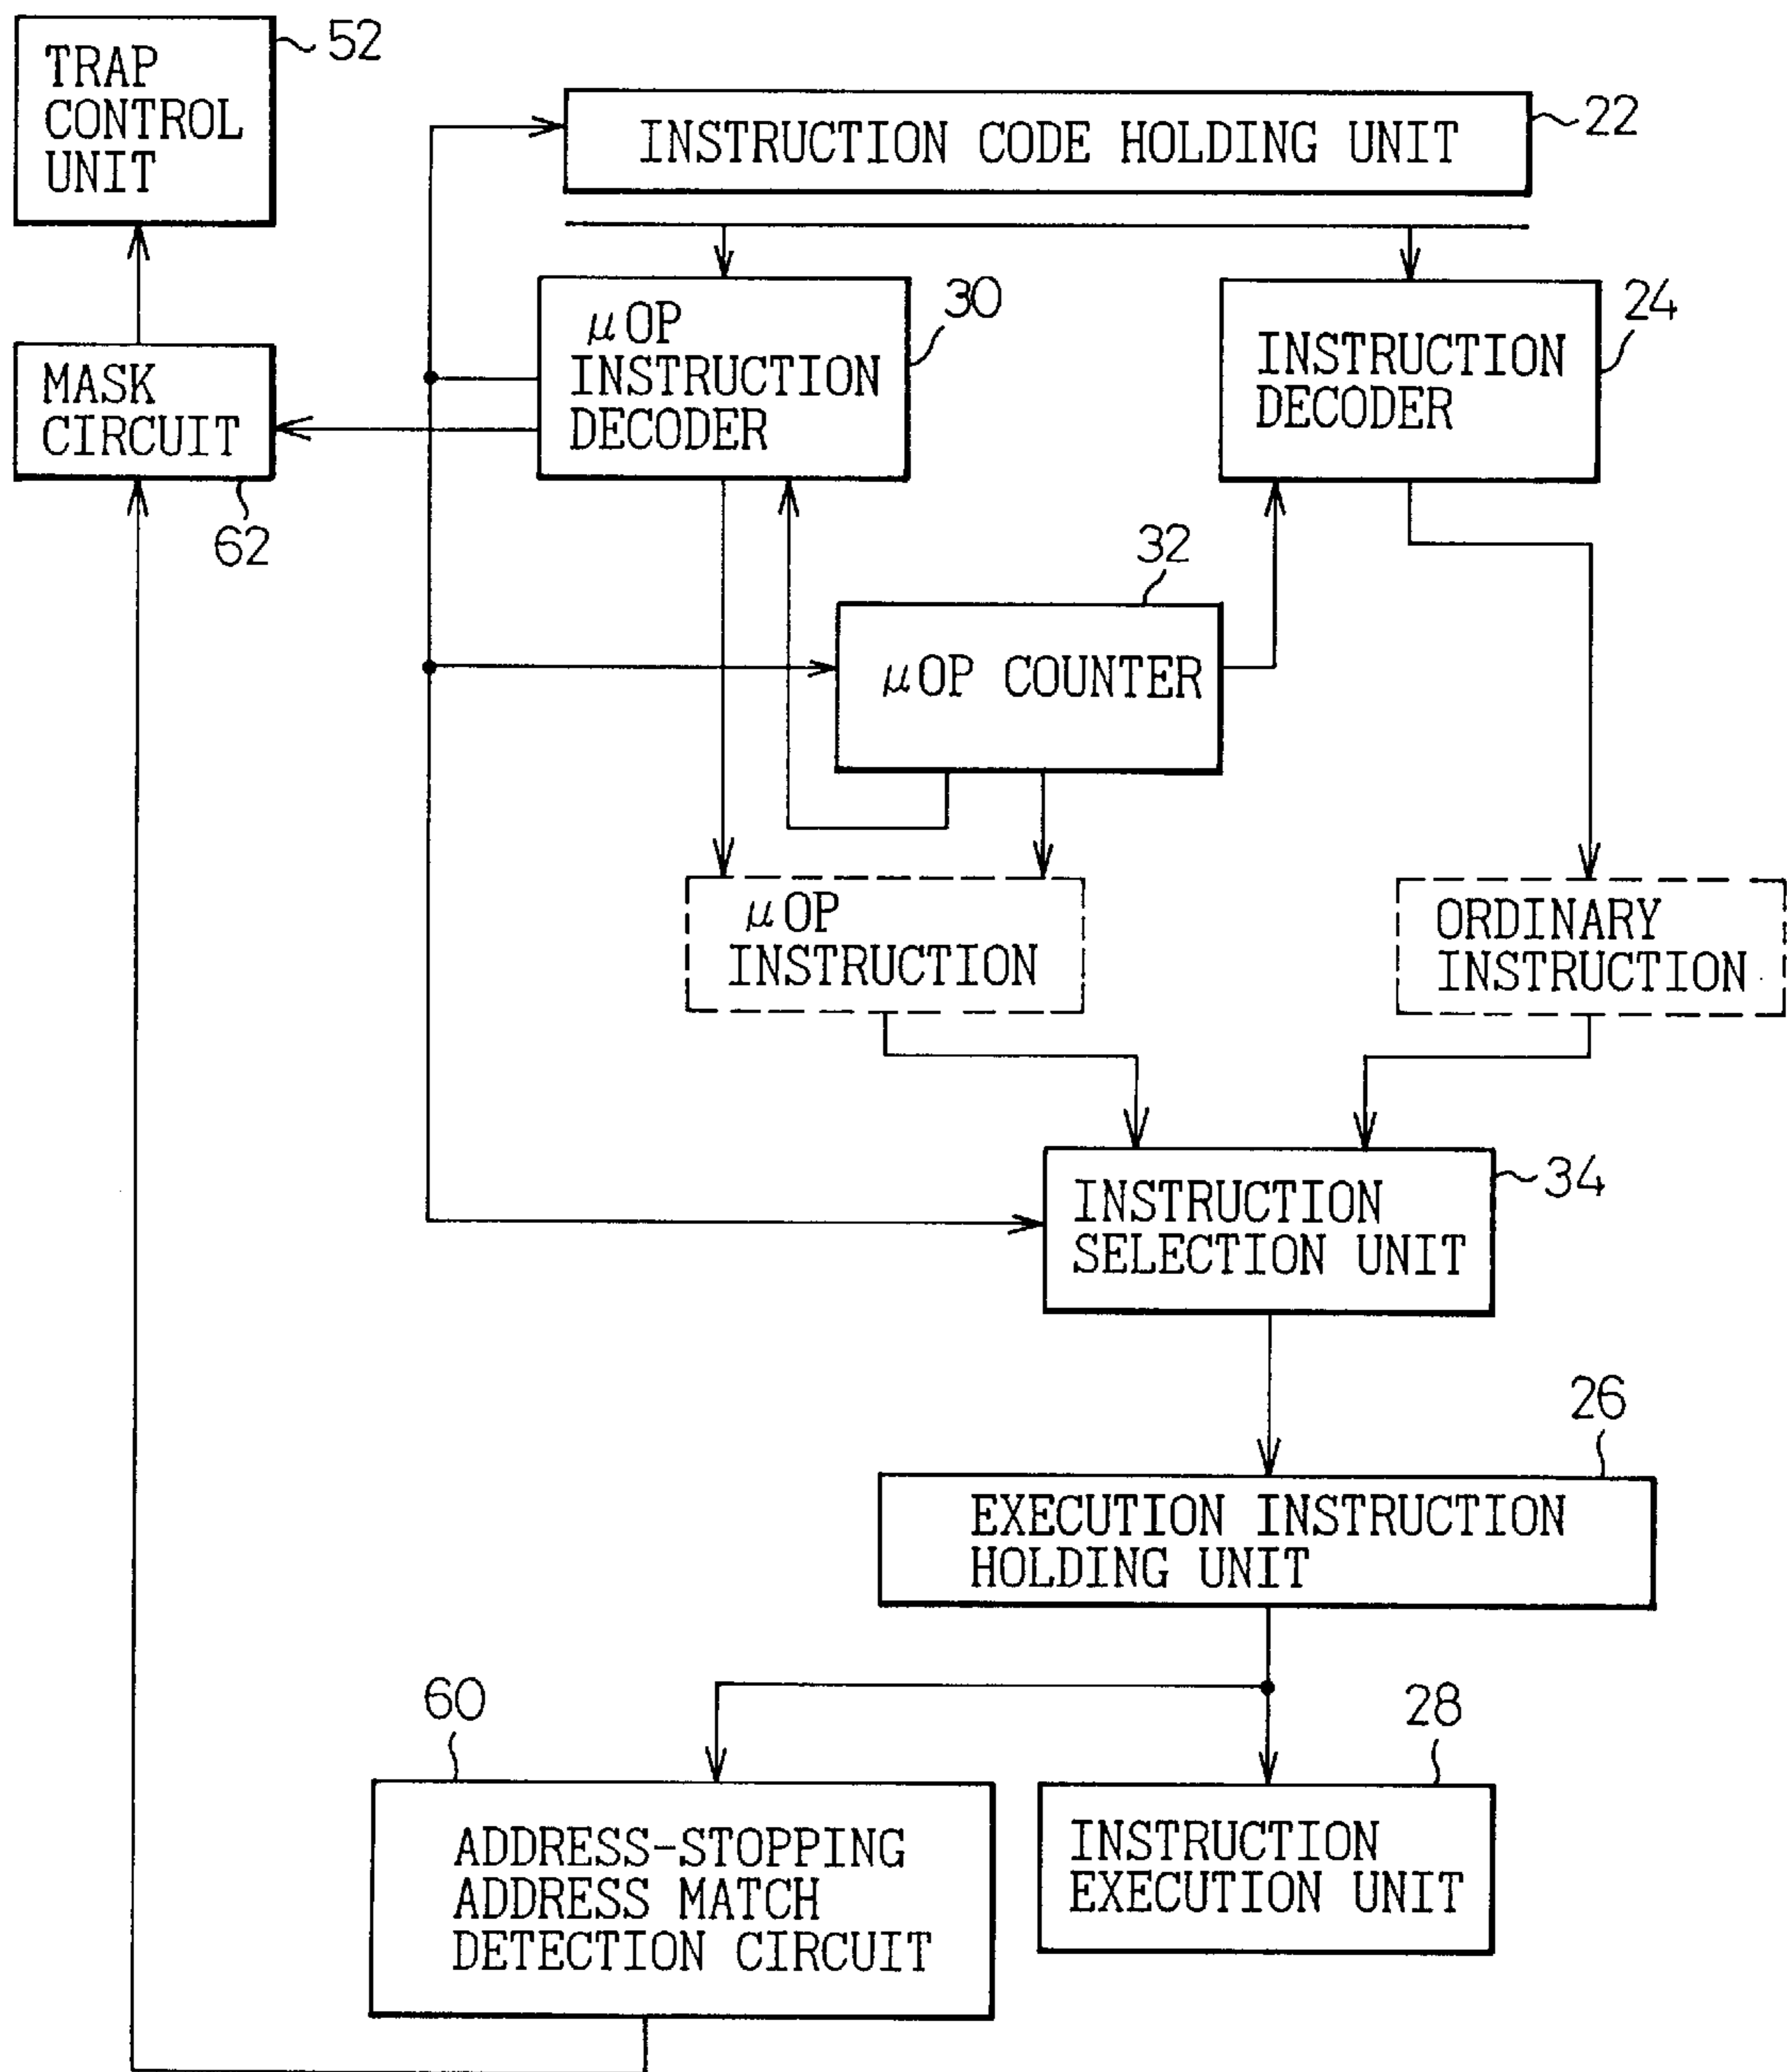 52
TRAP
CONTROL
UNIT
22
INSTRUCTION CODE HOLDING UNIT
30
μOP
INSTRUCTION
DECODER
24
INSTRUCTION
DECODER
MASK
CIRCUIT
62
32
μOP COUNTER
μOP
INSTRUCTION
ORDINARY
INSTRUCTION
34
INSTRUCTION
SELECTION UNIT
26
EXECUTION INSTRUCTION
HOLDING UNIT
60
28
ADDRESS-STOPPING
ADDRESS MATCH
DETECTION CIRCUIT
INSTRUCTION
EXECUTION UNIT